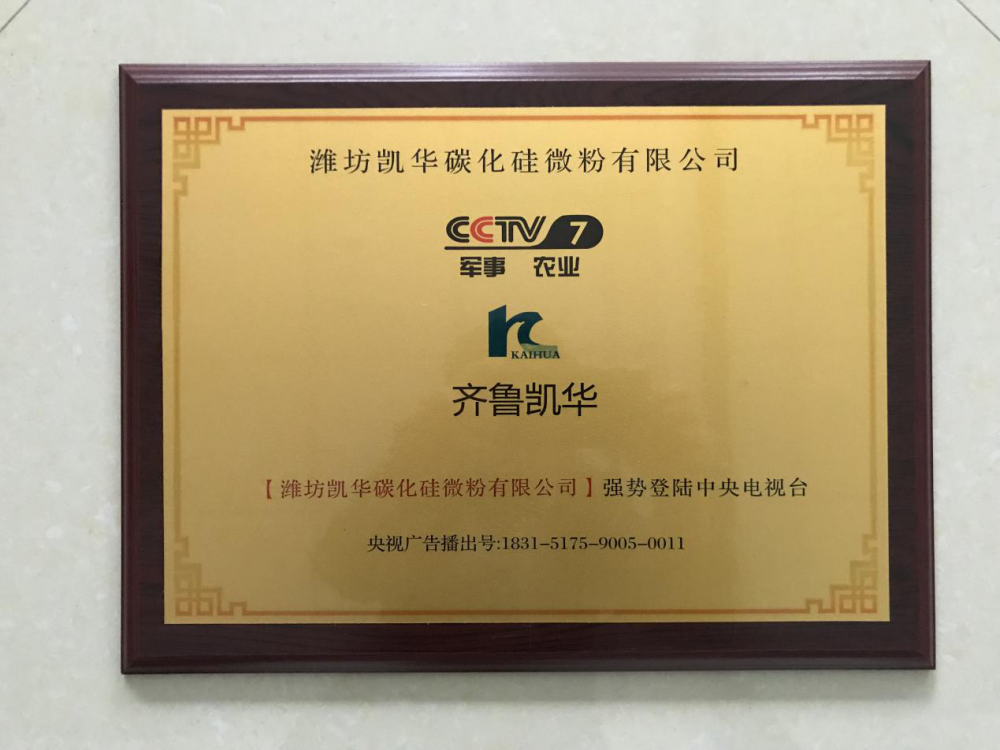 潍坊凯华碳化硅微粉有限公司
CCTV 7
军事 农业
KAIHUA
齐鲁凯华
【潍坊凯华碳化硅微粉有限公司】强势登陆中央电视台
央视广告播出号:1831-5175-9005-0011